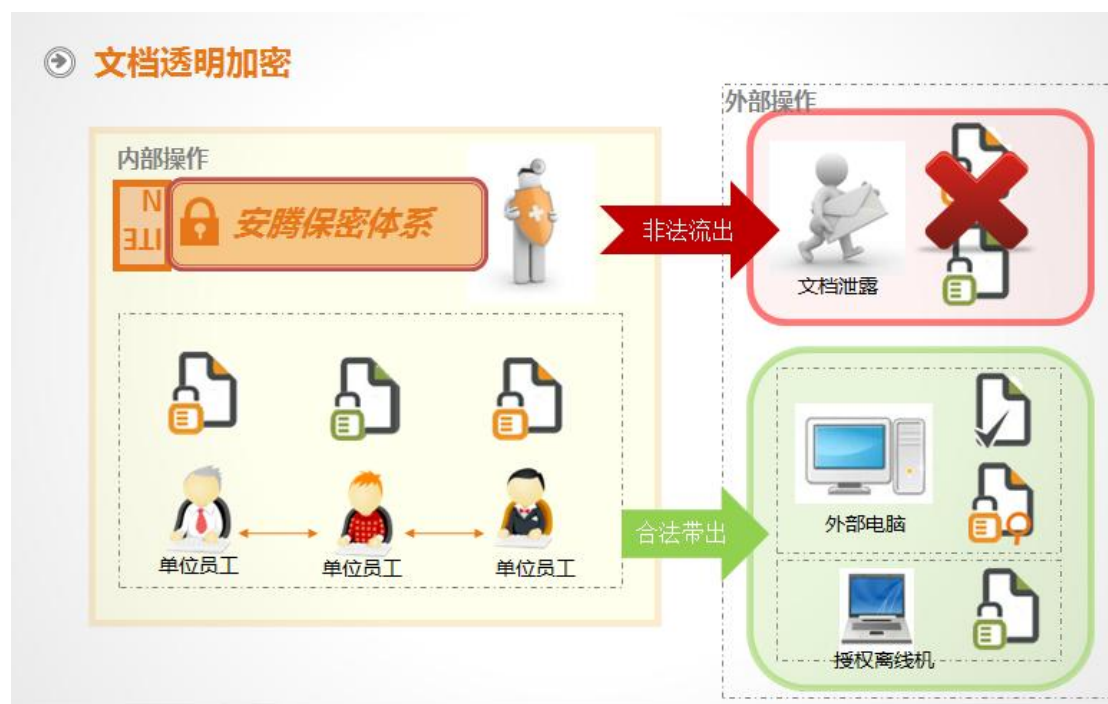 文档透明加密
外部操作
内部操作
N
ITE
安腾保密体系
非法流出
文档泄露
外部电脑
合法带出
单位员工
单位员工
单位员工
授权离线机